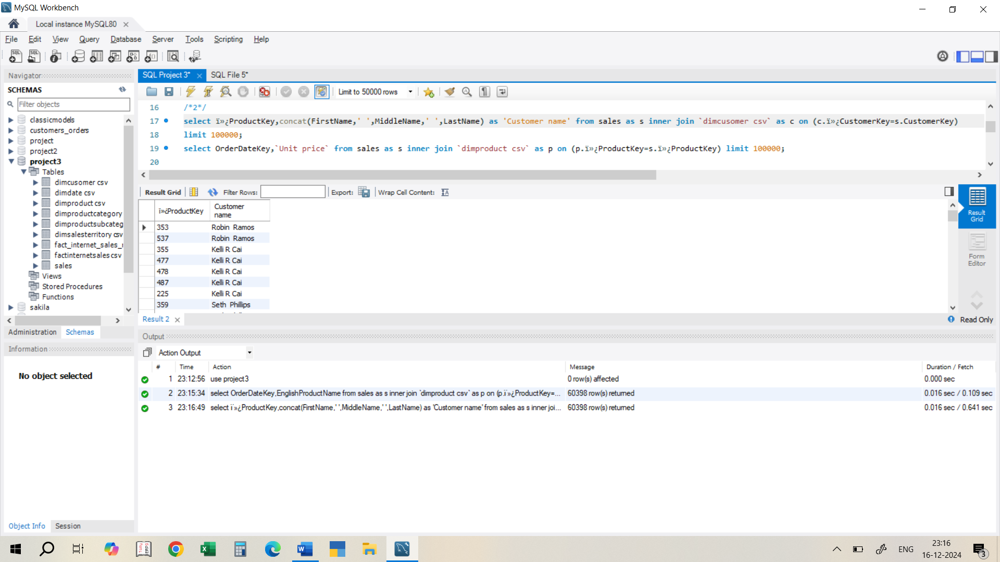 MySQL Workbench
Local instance MySQL80
File Edit View Query Database Server Tools Scripting Help
Navigator
SCHEMAS
Filter objects
classicmodels
customers_orders
project
project2
project3
Tables
dimcusomer csv
dimdate csv
dimproduct csv
dimproductcategory
dimproductsubcateg
dimsalesterritory csv
fact_internet_sales_
factinternetsales csv
sales
Views
Stored Procedures
Functions
sakila
Administration Schemas
Information
No object selected
Object Info Session
SQL Project 3* SQL File 5*
Limit to 50000 rows
16 /*2*/
17 select ï»¿ProductKey,concat(FirstName,' ',MiddleName,' ',LastName) as 'Customer name' from sales as s inner join `dimcusomer csv` as c on (c.ï»¿CustomerKey=s.CustomerKey)
18 limit 100000;
19 select OrderDateKey,`Unit price` from sales as s inner join `dimproduct csv` as p on (p.ï»¿ProductKey=s.ï»¿ProductKey) limit 100000;
20
Result Grid Filter Rows: Export: Wrap Cell Content:
ï»¿ProductKey Customer name
353 Robin  Ramos
537 Robin  Ramos
355 Kelli R Cai
477 Kelli R Cai
478 Kelli R Cai
487 Kelli R Cai
225 Kelli R Cai
359 Seth  Phillips
Result Grid
Form Editor
Result 2
Read Only
Output
Action Output
# Time Action Message Duration / Fetch
1 23:12:56 use project3 0 row(s) affected 0.000 sec
2 23:15:34 select OrderDateKey,EnglishProductName from sales as s inner join `dimproduct csv` as p on (p.ï»¿ProductKey=... 60398 row(s) returned 0.016 sec / 0.109 sec
3 23:16:49 select ï»¿ProductKey,concat(FirstName,' ',MiddleName,' ',LastName) as 'Customer name' from sales as s inner joi... 60398 row(s) returned 0.016 sec / 0.641 sec
ENG
23:16
16-12-2024
3